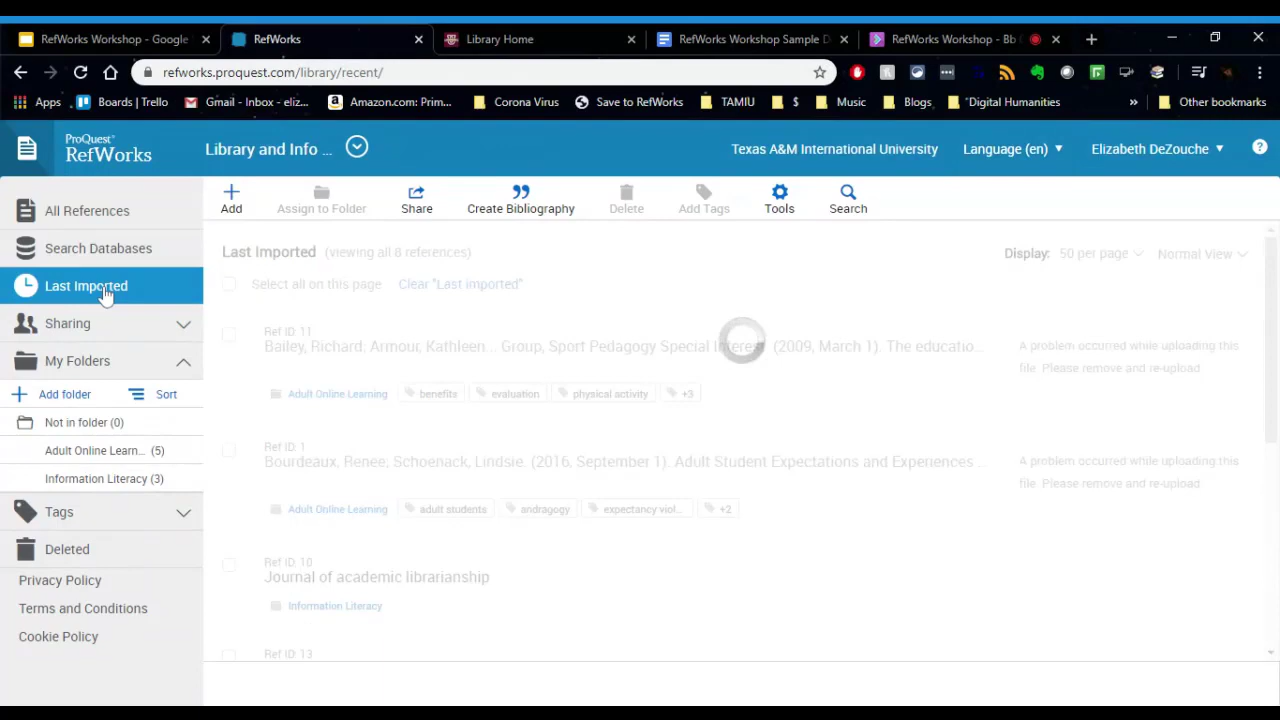 RefWorks Workshop - Google
RefWorks
Library Home
RefWorks Workshop Sample D
RefWorks Workshop - Bb
refworks.proquest.com/library/recent/
Apps
Boards | Trello
Gmail - Inbox - eliz...
Amazon.com: Prim...
Corona Virus
Save to RefWorks
TAMIU
$
Music
Blogs
"Digital Humanities
»
Other bookmarks
ProQuest®
RefWorks
Library and Info ...
Texas A&M International University
Language (en)
Elizabeth DeZouche
?
All References
Search Databases
Last Imported
Sharing
My Folders
Add folder
Sort
Not in folder (0)
Adult Online Learn... (5)
Information Literacy (3)
Tags
Deleted
Privacy Policy
Terms and Conditions
Cookie Policy
Add
Assign to Folder
Share
Create Bibliography
Delete
Add Tags
Tools
Search
Last Imported (viewing all 8 references)
Display: 50 per page
Normal View
Select all on this page
Clear "Last imported"
Ref ID: 11
Bailey, Richard; Armour, Kathleen... Group, Sport Pedagogy Special Interest (2009, March 1). The educatio...
A problem occurred while uploading this
file. Please remove and re-upload
Adult Online Learning
benefits
evaluation
physical activity
+3
Ref ID: 1
Bourdeaux, Renee; Schoenack, Lindsie. (2016, September 1). Adult Student Expectations and Experiences ...
A problem occurred while uploading this
file. Please remove and re-upload
Adult Online Learning
adult students
andragogy
expectancy viol...
+2
Ref ID: 10
Journal of academic librarianship
Information Literacy
Ref ID: 13